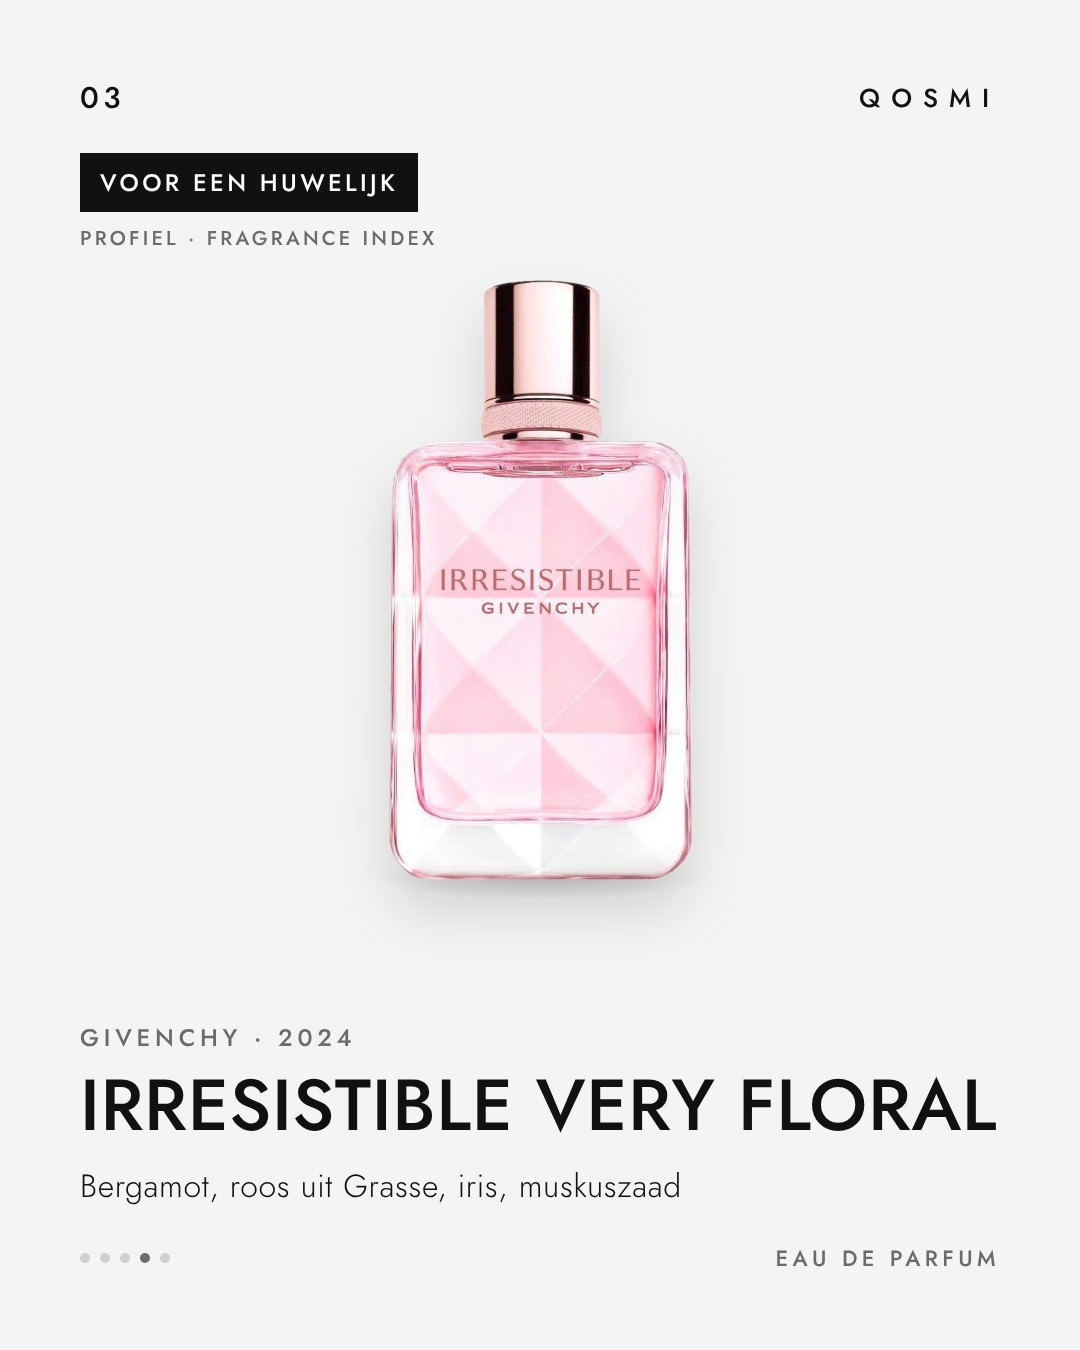 03
QOSMI
VOOR EEN HUWELIJK
PROFIEL · FRAGRANCE INDEX
IRRESISTIBLE
GIVENCHY
GIVENCHY · 2024
IRRESISTIBLE VERY FLORAL
Bergamot, roos uit Grasse, iris, muskuszaad
EAU DE PARFUM